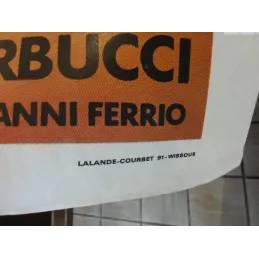 RBUCCI
ANNI FERRIO
LALANDE-COURBET 91-WISSOUS